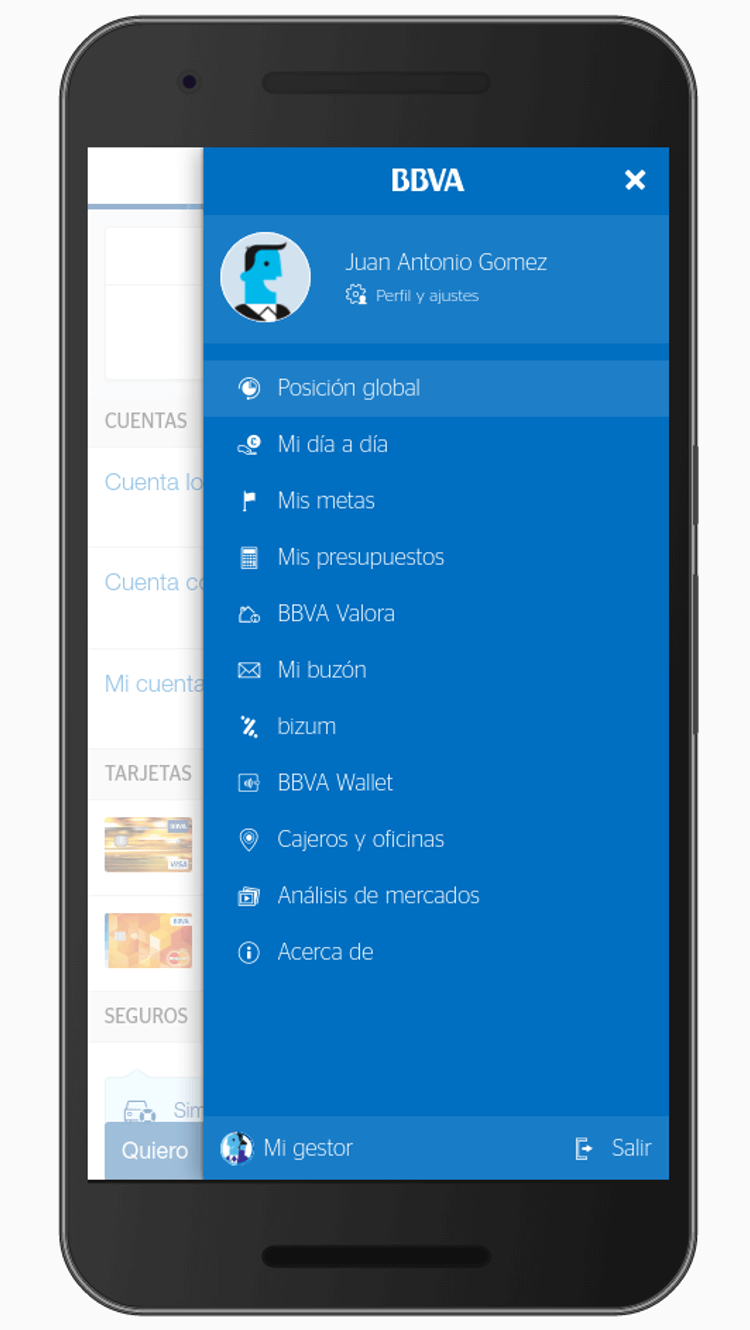 BBVA
Juan Antonio Gomez
Perfil y ajustes
Posición global
Mi día a día
Mis metas
Mis presupuestos
BBVA Valora
Mi buzón
bizum
BBVA Wallet
Cajeros y oficinas
Análisis de mercados
Acerca de
Mi gestor
Salir
CUENTAS
Cuenta lo
Cuenta co
Mi cuenta
TARJETAS
BBVA
VISA
BBVA
SEGUROS
Sim
Quiero